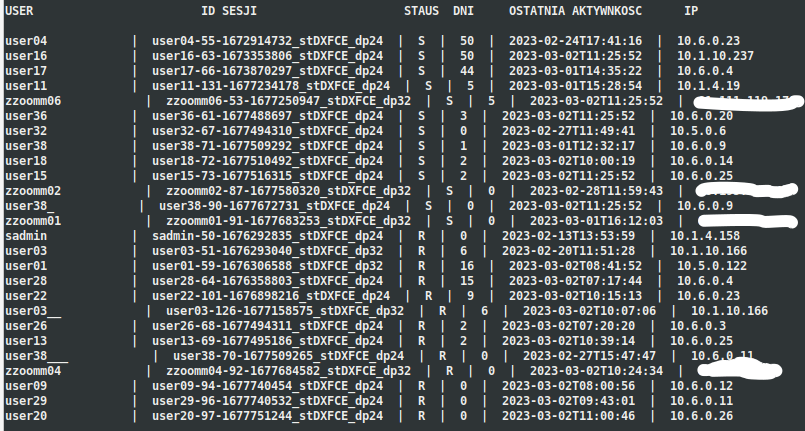 USER ID SESJI STAUS DNI OSTATNIA AKTYWNKOSC IP
user04 | user04-55-1672914732_stDXFCE_dp24 | S | 50 | 2023-02-24T17:41:16 | 10.6.0.23
user16 | user16-63-1673353806_stDXFCE_dp24 | S | 50 | 2023-03-02T11:25:52 | 10.1.10.237
user17 | user17-66-1673870297_stDXFCE_dp24 | S | 44 | 2023-03-01T14:35:22 | 10.6.0.4
user11 | user11-131-1677234178_stDXFCE_dp24 | S | 5 | 2023-03-01T15:28:54 | 10.1.4.19
zzoomm06 | zzoomm06-53-1677250947_stDXFCE_dp32 | S | 5 | 2023-03-02T11:25:52 |
user36 | user36-61-1677488697_stDXFCE_dp24 | S | 3 | 2023-03-02T11:25:52 | 10.6.0.20
user32 | user32-67-1677494310_stDXFCE_dp24 | S | 0 | 2023-02-27T11:49:41 | 10.5.0.6
user38 | user38-71-1677509292_stDXFCE_dp24 | S | 1 | 2023-03-01T12:32:17 | 10.6.0.9
user18 | user18-72-1677510492_stDXFCE_dp24 | S | 2 | 2023-03-02T10:00:19 | 10.6.0.14
user15 | user15-73-1677516315_stDXFCE_dp24 | S | 2 | 2023-03-02T11:25:52 | 10.6.0.25
zzoomm02 | zzoomm02-87-1677580320_stDXFCE_dp32 | S | 0 | 2023-02-28T11:59:43 |
user38_ | user38-90-1677672731_stDXFCE_dp24 | S | 0 | 2023-03-02T11:25:52 | 10.6.0.9
zzoomm01 | zzoomm01-91-1677683253_stDXFCE_dp32 | S | 0 | 2023-03-01T16:12:03 |
sadmin | sadmin-50-1676292835_stDXFCE_dp24 | R | 0 | 2023-02-13T13:53:59 | 10.1.4.158
user03 | user03-51-1676293040_stDXFCE_dp32 | R | 6 | 2023-02-20T11:51:28 | 10.1.10.166
user01 | user01-59-1676306588_stDXFCE_dp32 | R | 16 | 2023-03-02T08:41:52 | 10.5.0.122
user28 | user28-64-1676358803_stDXFCE_dp24 | R | 15 | 2023-03-02T07:17:44 | 10.6.0.4
user22 | user22-101-1676898216_stDXFCE_dp24 | R | 9 | 2023-03-02T10:15:13 | 10.6.0.23
user03__ | user03-126-1677158575_stDXFCE_dp32 | R | 6 | 2023-03-02T10:07:06 | 10.1.10.166
user26 | user26-68-1677494311_stDXFCE_dp24 | R | 2 | 2023-03-02T07:20:20 | 10.6.0.3
user13 | user13-69-1677495186_stDXFCE_dp24 | R | 2 | 2023-03-02T10:39:14 | 10.6.0.25
user38___ | user38-70-1677509265_stDXFCE_dp24 | R | 0 | 2023-02-27T15:47:47 | 10.6.0.11
zzoomm04 | zzoomm04-92-1677684582_stDXFCE_dp32 | R | 0 | 2023-03-02T10:24:34 |
user09 | user09-94-1677740454_stDXFCE_dp24 | R | 0 | 2023-03-02T08:00:56 | 10.6.0.12
user29 | user29-96-1677740532_stDXFCE_dp24 | R | 0 | 2023-03-02T09:43:01 | 10.6.0.11
user20 | user20-97-1677751244_stDXFCE_dp24 | R | 0 | 2023-03-02T11:00:46 | 10.6.0.26